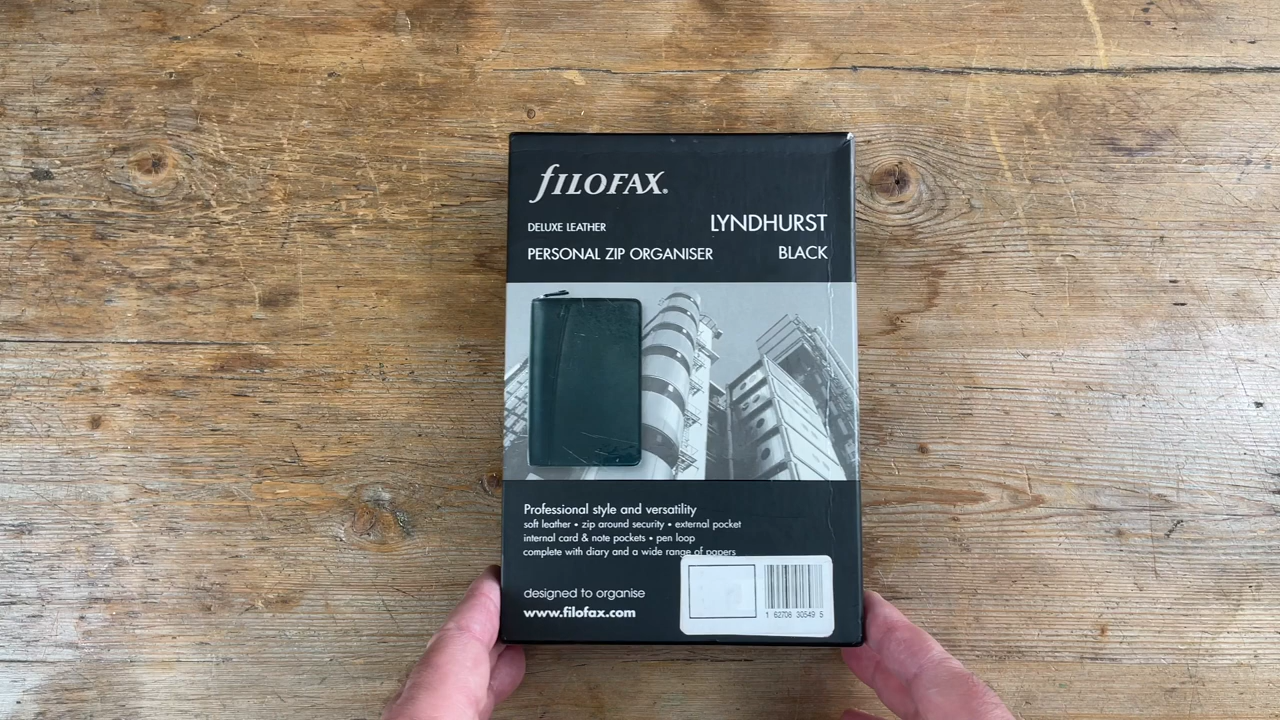 FILOFAX.
DELUXE LEATHER LYNDHURST
PERSONAL ZIP ORGANISER BLACK
Professional style and versatility
soft leather • zip around security • external pocket
internal card & note pockets • pen loop
complete with diary and a wide range of papers
designed to organise
www.filofax.com
1 62708 30549 5